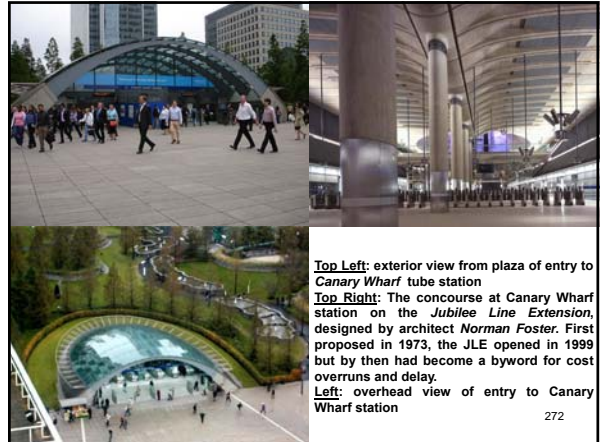 Top Left: exterior view from plaza of entry to
Canary Wharf tube station
Top Right: The concourse at Canary Wharf
station on the Jubilee Line Extension,
designed by architect Norman Foster. First
proposed in 1973, the JLE opened in 1999
but by then had become a byword for cost
overruns and delay.
Left: overhead view of entry to Canary
Wharf station
272